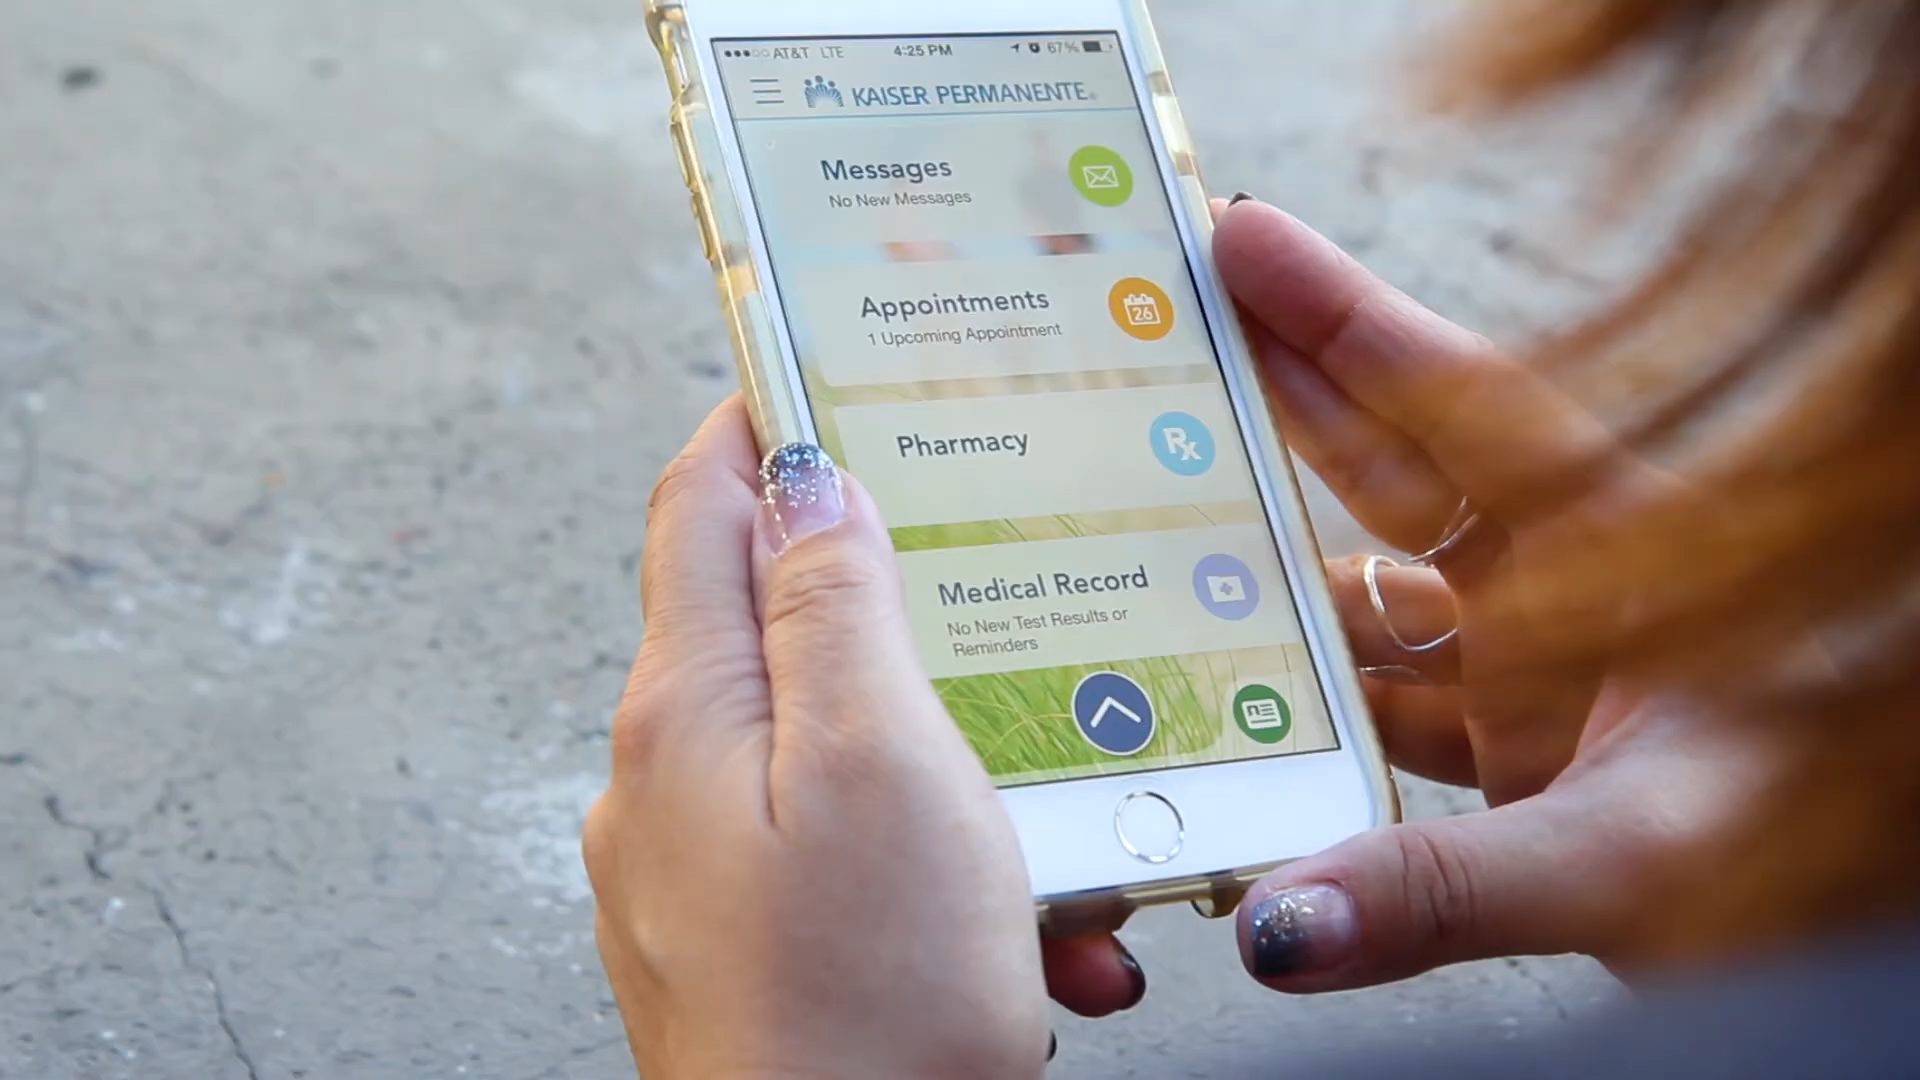 AT&T LTE 4:25 PM 67%
KAISER PERMANENTE®
Messages
No New Messages
Appointments
1 Upcoming Appointment
26
Pharmacy
Rx
Medical Record
No New Test Results or
Reminders